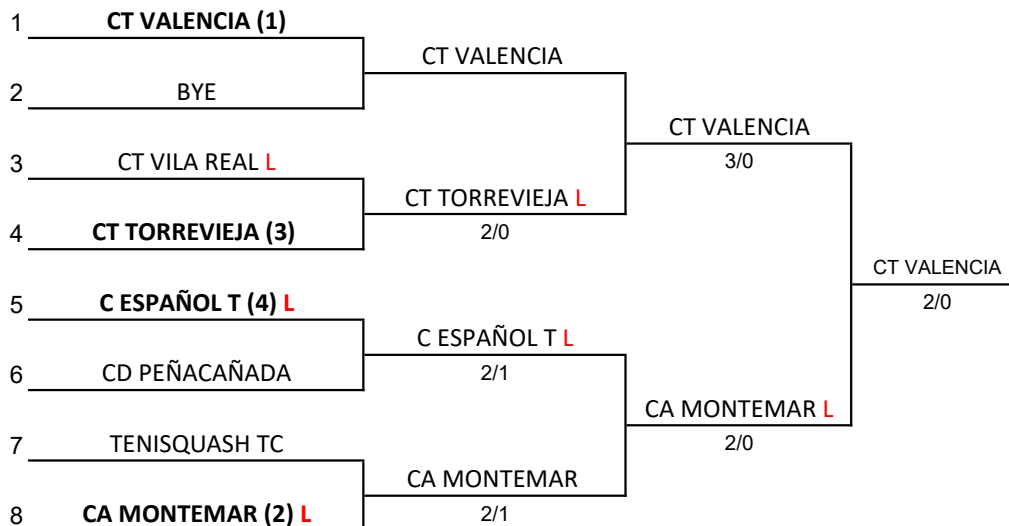 1 CT VALENCIA (1)
CT VALENCIA
2 BYE
CT VALENCIA
3/0
3 CT VILA REAL L
CT TORREVIEJA L
2/0
4 CT TORREVIEJA (3)
CT VALENCIA
2/0
5 C ESPAÑOL T (4) L
C ESPAÑOL T L
2/1
6 CD PEÑACAÑADA
CA MONTEMAR L
2/0
7 TENISQUASH TC
CA MONTEMAR
2/1
8 CA MONTEMAR (2) L